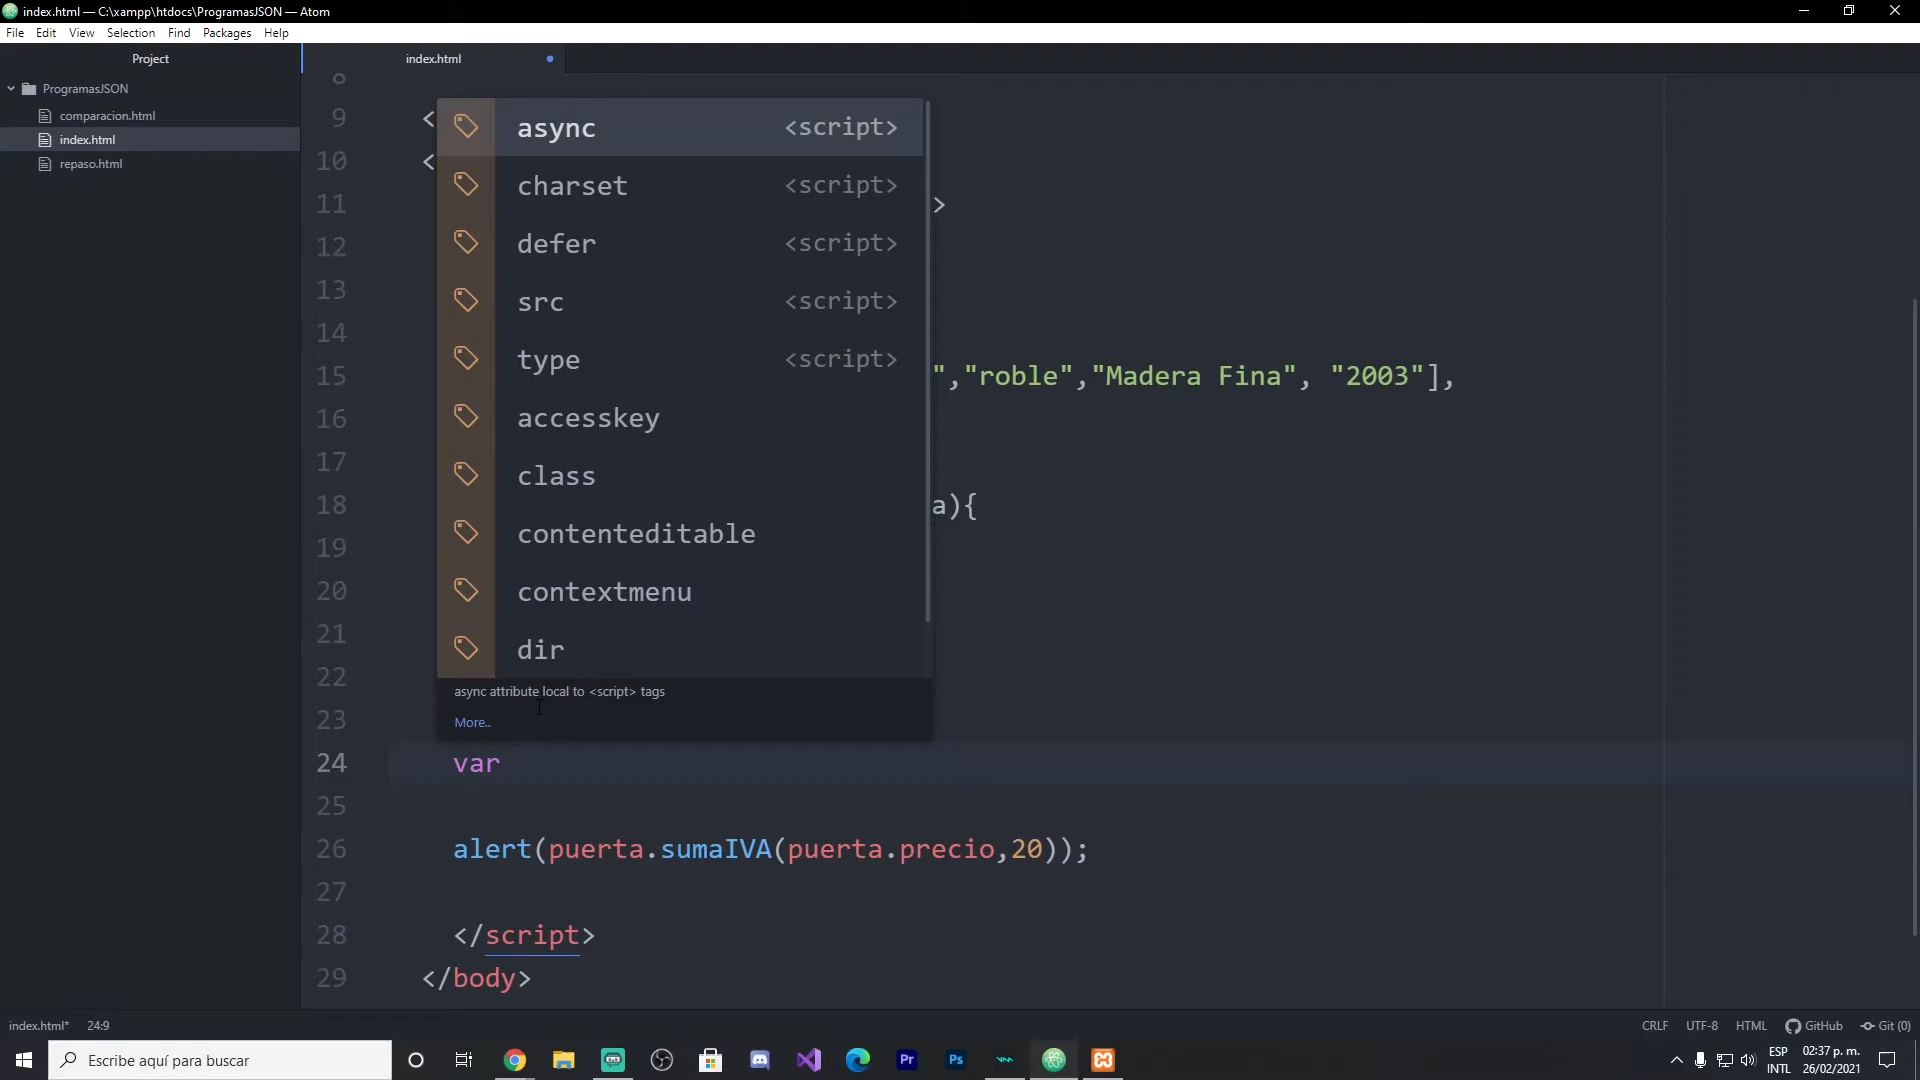 index.html — C:\xampp\htdocs\ProgramasJSON — Atom
File Edit View Selection Find Packages Help
Project
index.html
ProgramasJSON
comparacion.html
index.html
repaso.html
8
9 <
10 <
11 >
12
13
14
15 ","roble","Madera Fina", "2003"],
16
17
18 a){
19
20
21
22
23
24 var
25
26 alert(puerta.sumaIVA(puerta.precio,20));
27
28 </script>
29 </body>
async <script>
charset <script>
defer <script>
src <script>
type <script>
accesskey
class
contenteditable
contextmenu
dir
async attribute local to <script> tags
More..
index.html* 24:9 CRLF UTF-8 HTML GitHub Git (0)
Escribe aquí para buscar
Pr
Ps
ESP
INTL
02:37 p. m.
26/02/2021